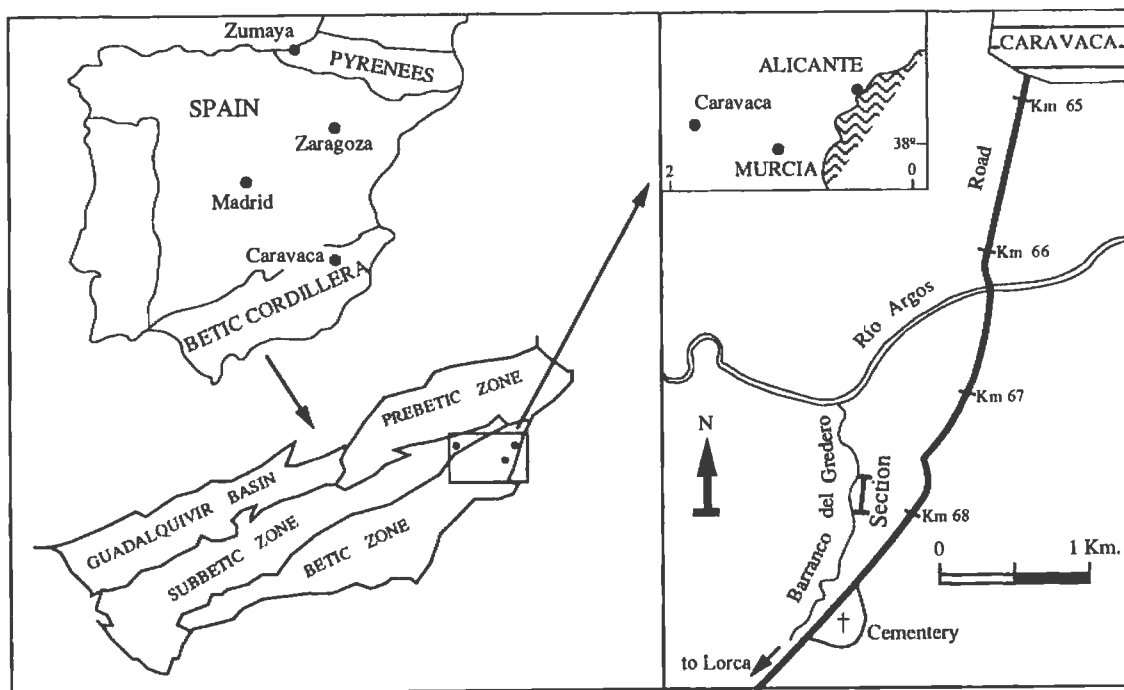 Zumaya
PYRENEES
SPAIN
Zaragoza
Madrid
Caravaca
BETIC CORDILLERA
PREBETIC ZONE
GUADALQUIVIR BASIN
SUBBETIC ZONE
BETIC ZONE
ALICANTE
Caravaca
38º
MURCIA
2
0
CARAVACA
Km 65
Road
Km 66
Río Argos
Km 67
N
Barranco del Gredero
Section
Km 68
0
1 Km.
Cementery
to Lorca